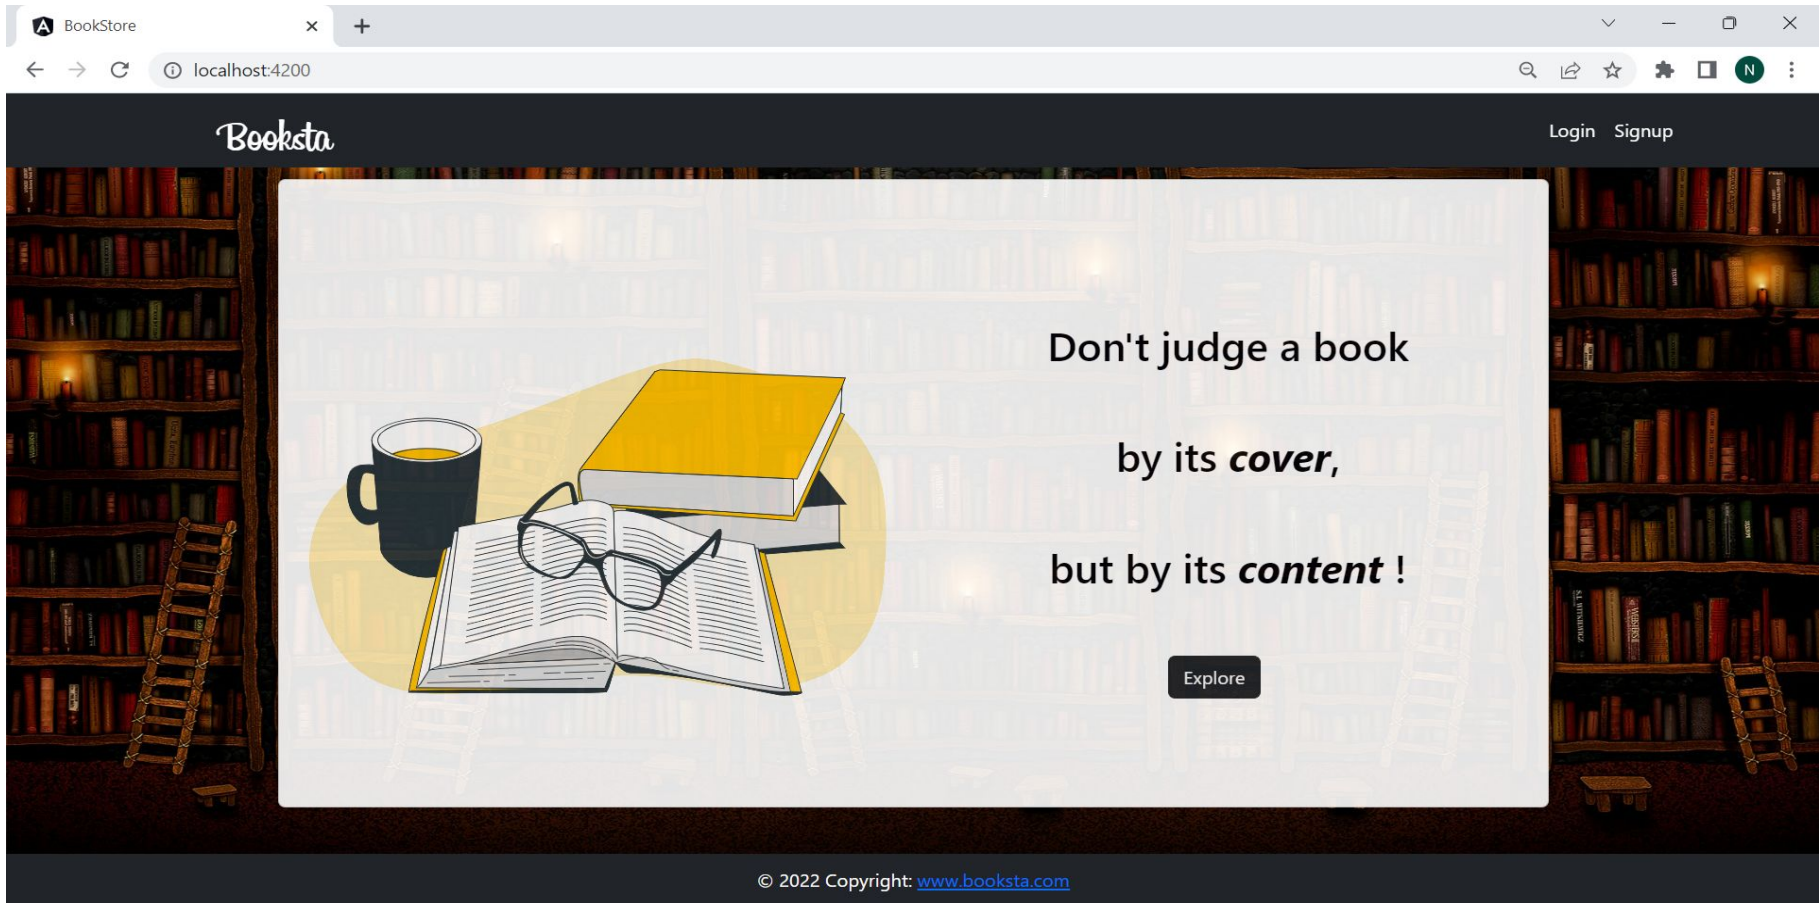 BookStore
localhost:4200
N
Booksta
Login Signup
Don't judge a book
by its cover,
but by its content !
Explore
© 2022 Copyright: www.booksta.com